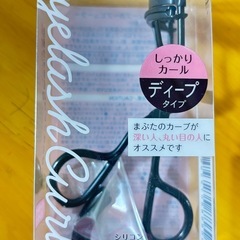 eyelash Curl
しっかり
カール
ディープ
タイプ
まぶたのカーブが
深い人、丸い目の人に
オススメです
シリコン